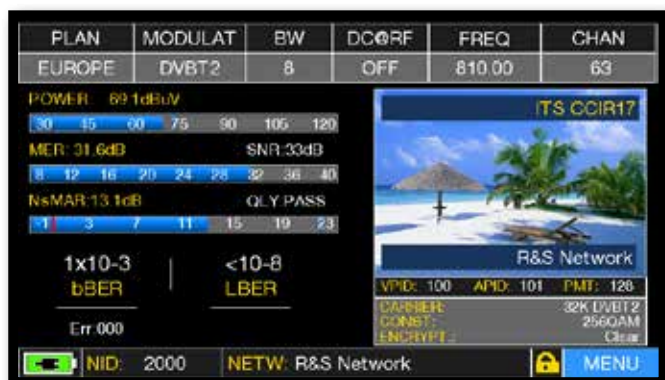 PLAN MODULAT BW DC@RF FREQ CHAN
EUROPE DVBT2 8 OFF 810.00 63
POWER: 69.1dBuV
30 45 60 75 90 105 120
MER: 31.6dB SNR:33dB
8 12 16 20 24 28 32 36 40
NsMAR:13.1dB QLY:PASS
-1 3 7 11 15 19 23
1x10-3 <10-8
bBER LBER
Err:000
ITS CCIR17
R&S Network
VPID: 100 APID: 101 PMT: 128
CARRIER: 32K DVBT2
CONST: 256QAM
ENCRYPT.: Clear
NID: 2000 NETW: R&S Network MENU